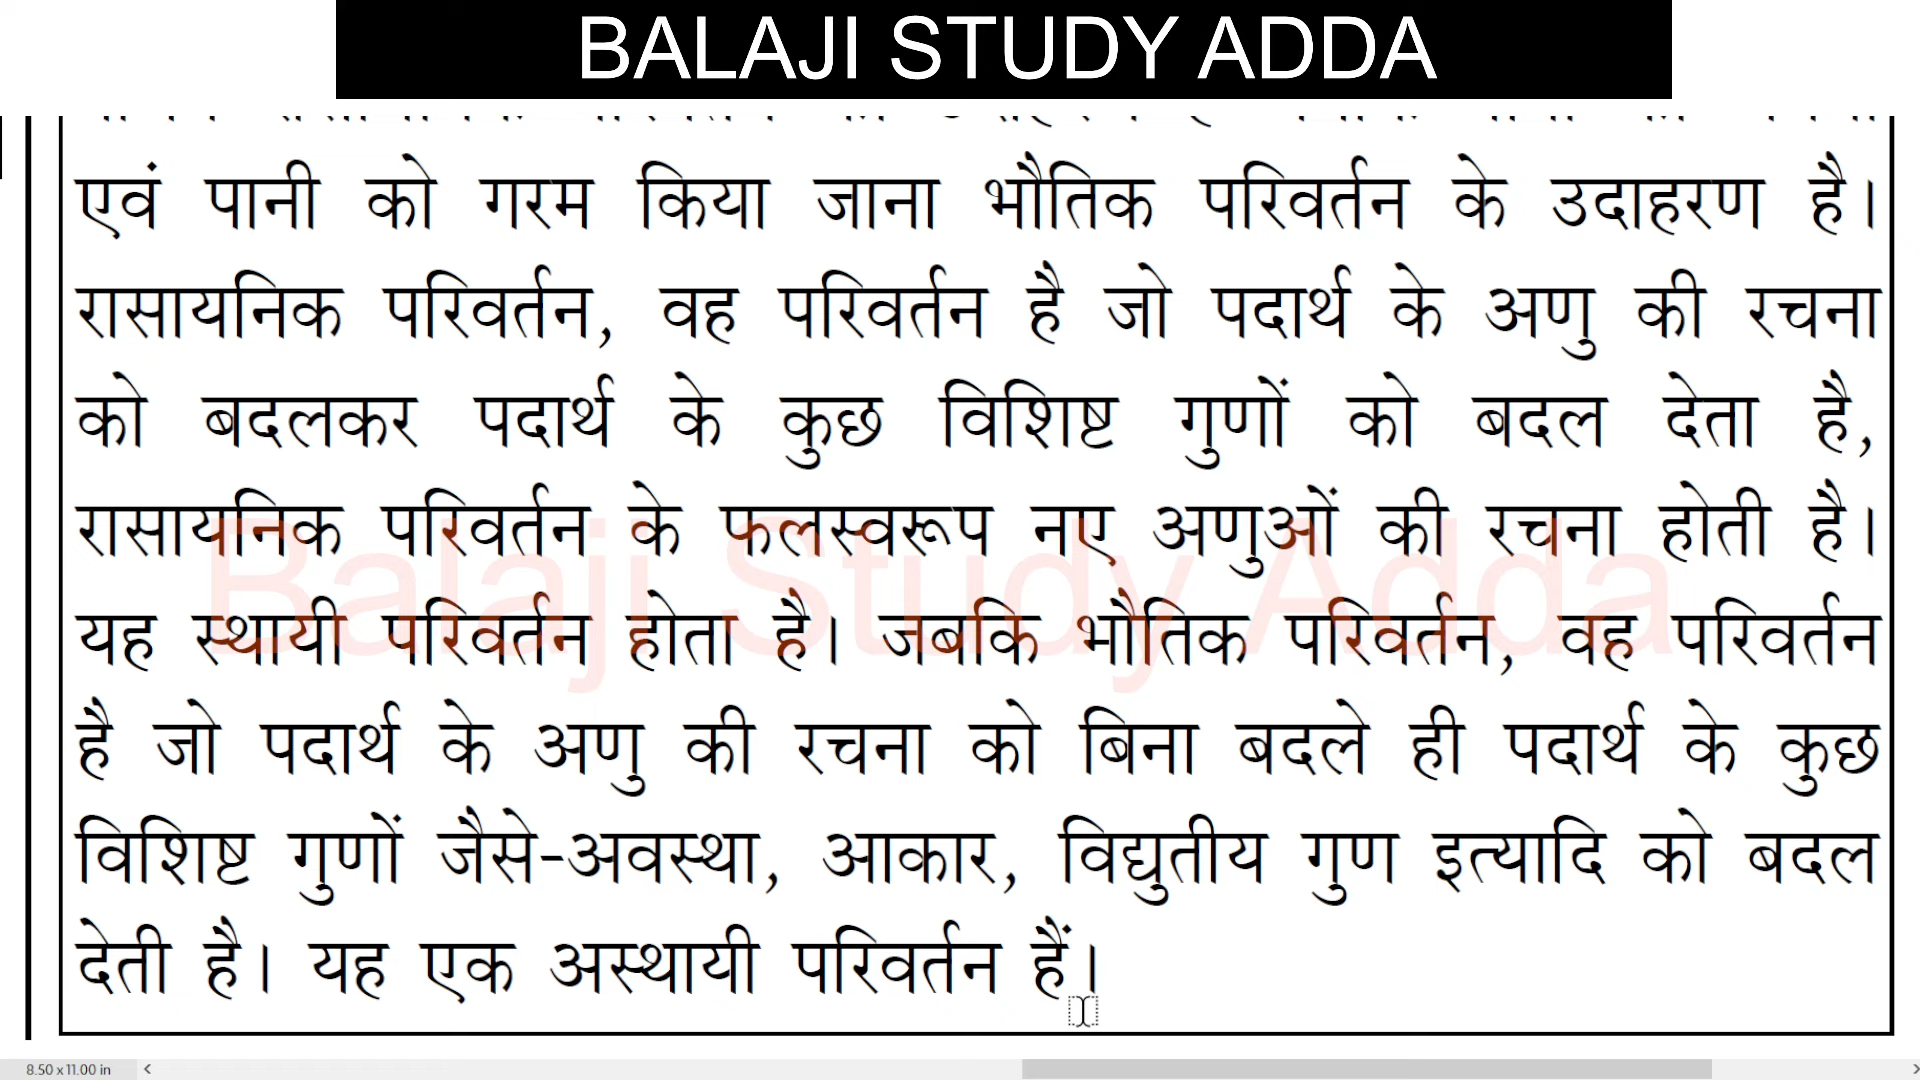 BALAJI STUDY ADDA
एवं पानी को गरम किया जाना भौतिक परिवर्तन के उदाहरण है।
रासायनिक परिवर्तन, वह परिवर्तन है जो पदार्थ के अणु की रचना
को बदलकर पदार्थ के कुछ विशिष्ट गुणों को बदल देता है,
रासायनिक परिवर्तन के फलस्वरूप नए अणुओं की रचना होती है।
Balaji Study Adda
यह स्थायी परिवर्तन होता है। जबकि भौतिक परिवर्तन, वह परिवर्तन
है जो पदार्थ के अणु की रचना को बिना बदले ही पदार्थ के कुछ
विशिष्ट गुणों जैसे-अवस्था, आकार, विद्युतीय गुण इत्यादि को बदल
देती है। यह एक अस्थायी परिवर्तन हैं।
8.50 x 11.00 in